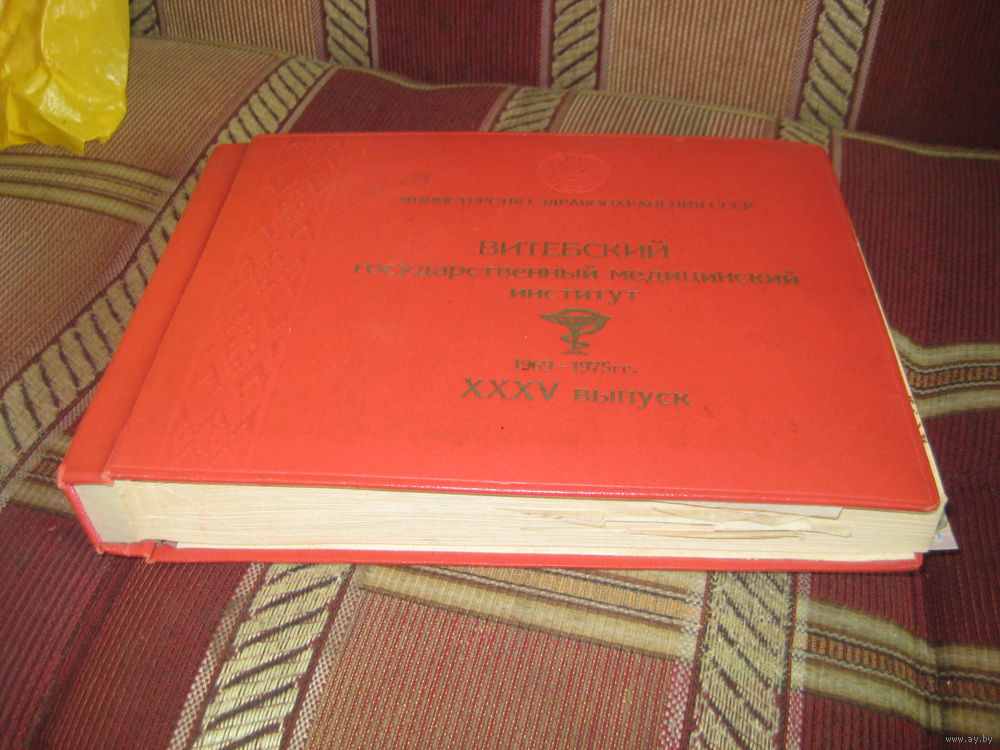 МИНИСТЕРСТВО ЗДРАВООХРАНЕНИЯ СССР
ВИТЕБСКИЙ
государственный медицинский
институт
1969—1975гг.
XXXV выпуск
www.ay.by